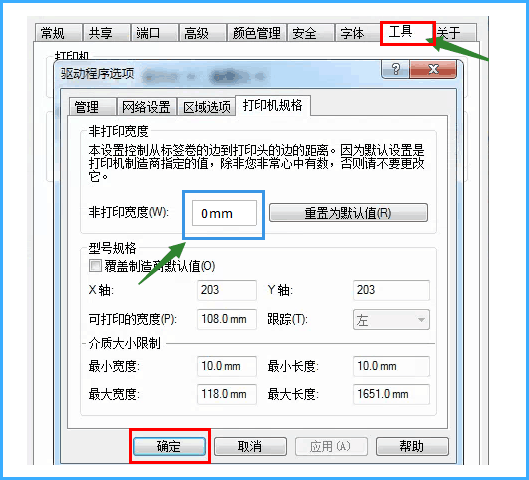 常规 共享 端口 高级 颜色管理 安全 字体 工具 关于
打印机
驱动程序选项
管理 网络设置 区域选项 打印机规格
非打印宽度
本设置控制从标签卷的边到打印头的边的距离。因为默认设置是
打印机制造商指定的值，除非您非常心中有数，否则请不要更改
它。
非打印宽度(W): 0mm 重置为默认值(R)
型号规格
覆盖制造商默认值(O)
X 轴: 203 Y 轴: 203
可打印的宽度(P): 108.0 mm 跟踪(T): 左
介质大小限制
最小宽度: 10.0 mm 最小长度: 10.0 mm
最大宽度: 118.0 mm 最大长度: 1651.0 mm
确定 取消 应用(A) 帮助